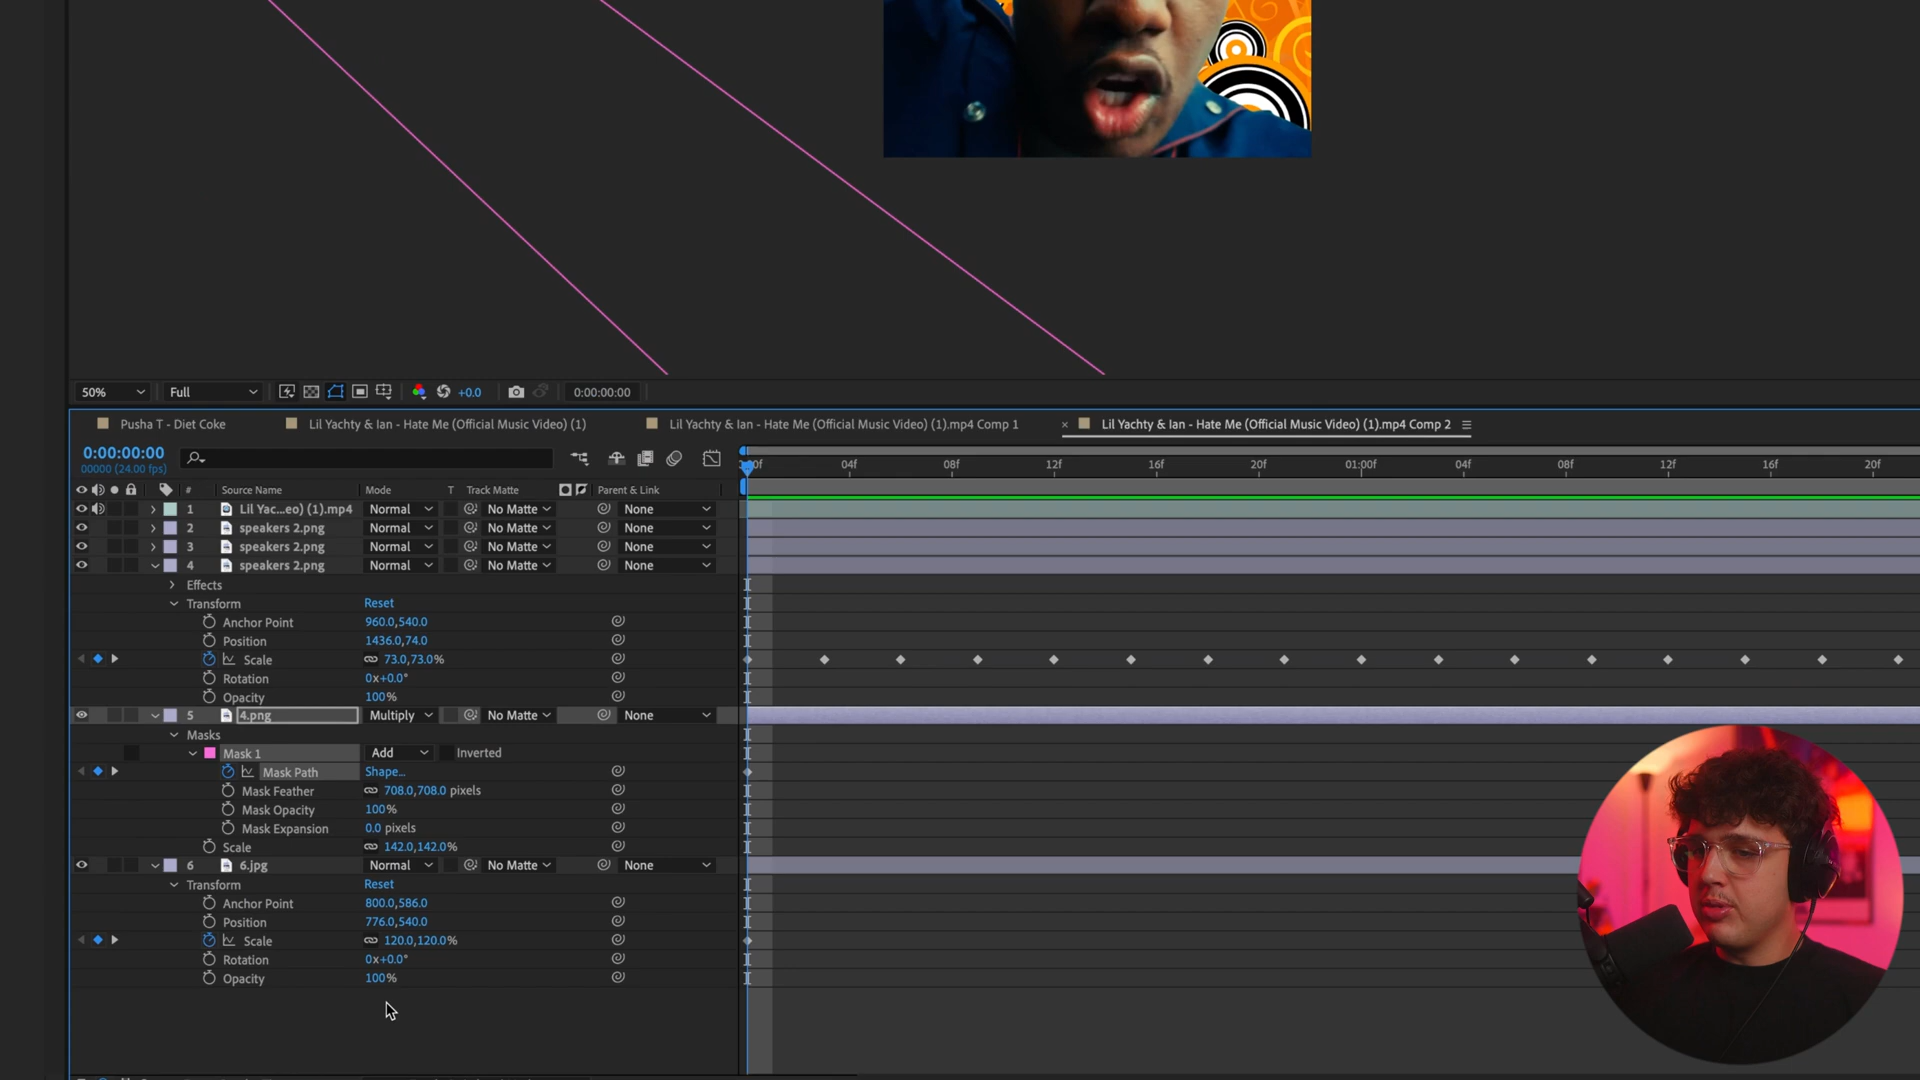 50% Full +0.0 0:00:00:00
Pusha T - Diet Coke Lil Yachty & Ian - Hate Me (Official Music Video) (1) Lil Yachty & Ian - Hate Me (Official Music Video) (1).mp4 Comp 1 × Lil Yachty & Ian - Hate Me (Official Music Video) (1).mp4 Comp 2
0:00:00:00
00000 (24.00 fps)
04f 08f 12f 16f 20f 01:00f 04f 08f 12f 16f 20f
# Source Name Mode T Track Matte Parent & Link
1 Lil Yac...eo) (1).mp4 Normal No Matte None
2 speakers 2.png Normal No Matte None
3 speakers 2.png Normal No Matte None
4 speakers 2.png Normal No Matte None
Effects
Transform Reset
Anchor Point 960.0,540.0
Position 1436.0,74.0
Scale 73.0,73.0%
Rotation 0x+0.0°
Opacity 100%
5 4.png Multiply No Matte None
Masks
Mask 1 Add Inverted
Mask Path Shape...
Mask Feather 708.0,708.0 pixels
Mask Opacity 100%
Mask Expansion 0.0 pixels
Scale 142.0,142.0%
6 6.jpg Normal No Matte None
Transform Reset
Anchor Point 800.0,586.0
Position 776.0,540.0
Scale 120.0,120.0%
Rotation 0x+0.0°
Opacity 100%